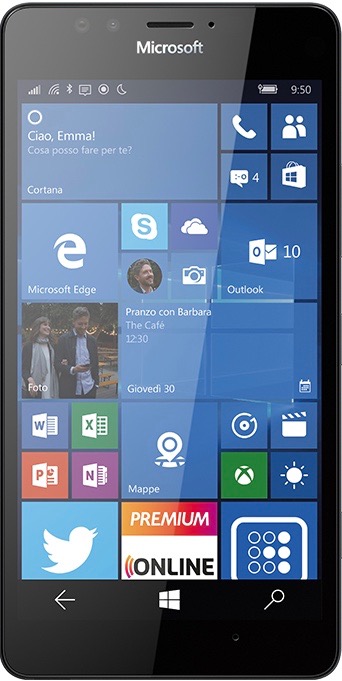 Microsoft
9:50
Ciao, Emma!
Cosa posso fare per te?
Cortana
4
Microsoft Edge
10
Outlook
Pranzo con Barbara
The Café
12:30
Foto
Giovedì 30
Mappe
PREMIUM
ONLINE